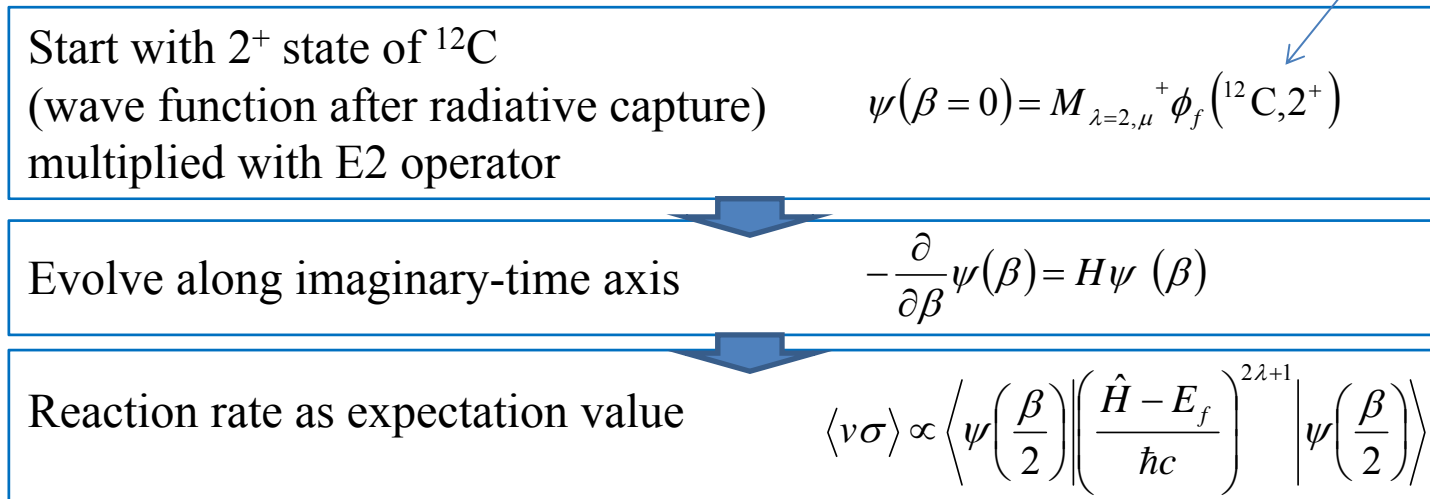 Start with 2⁺ state of ¹²C
(wave function after radiative capture)
multiplied with E2 operator
ψ(β = 0) = M_{λ=2,μ}⁺ ϕ_f(¹²C,2⁺)
Evolve along imaginary-time axis
−∂/∂β ψ(β) = Hψ (β)
Reaction rate as expectation value
⟨vσ⟩ ∝ ⟨ψ(β/2)|((Ĥ − E_f)/ħc)^{2λ+1}|ψ(β/2)⟩